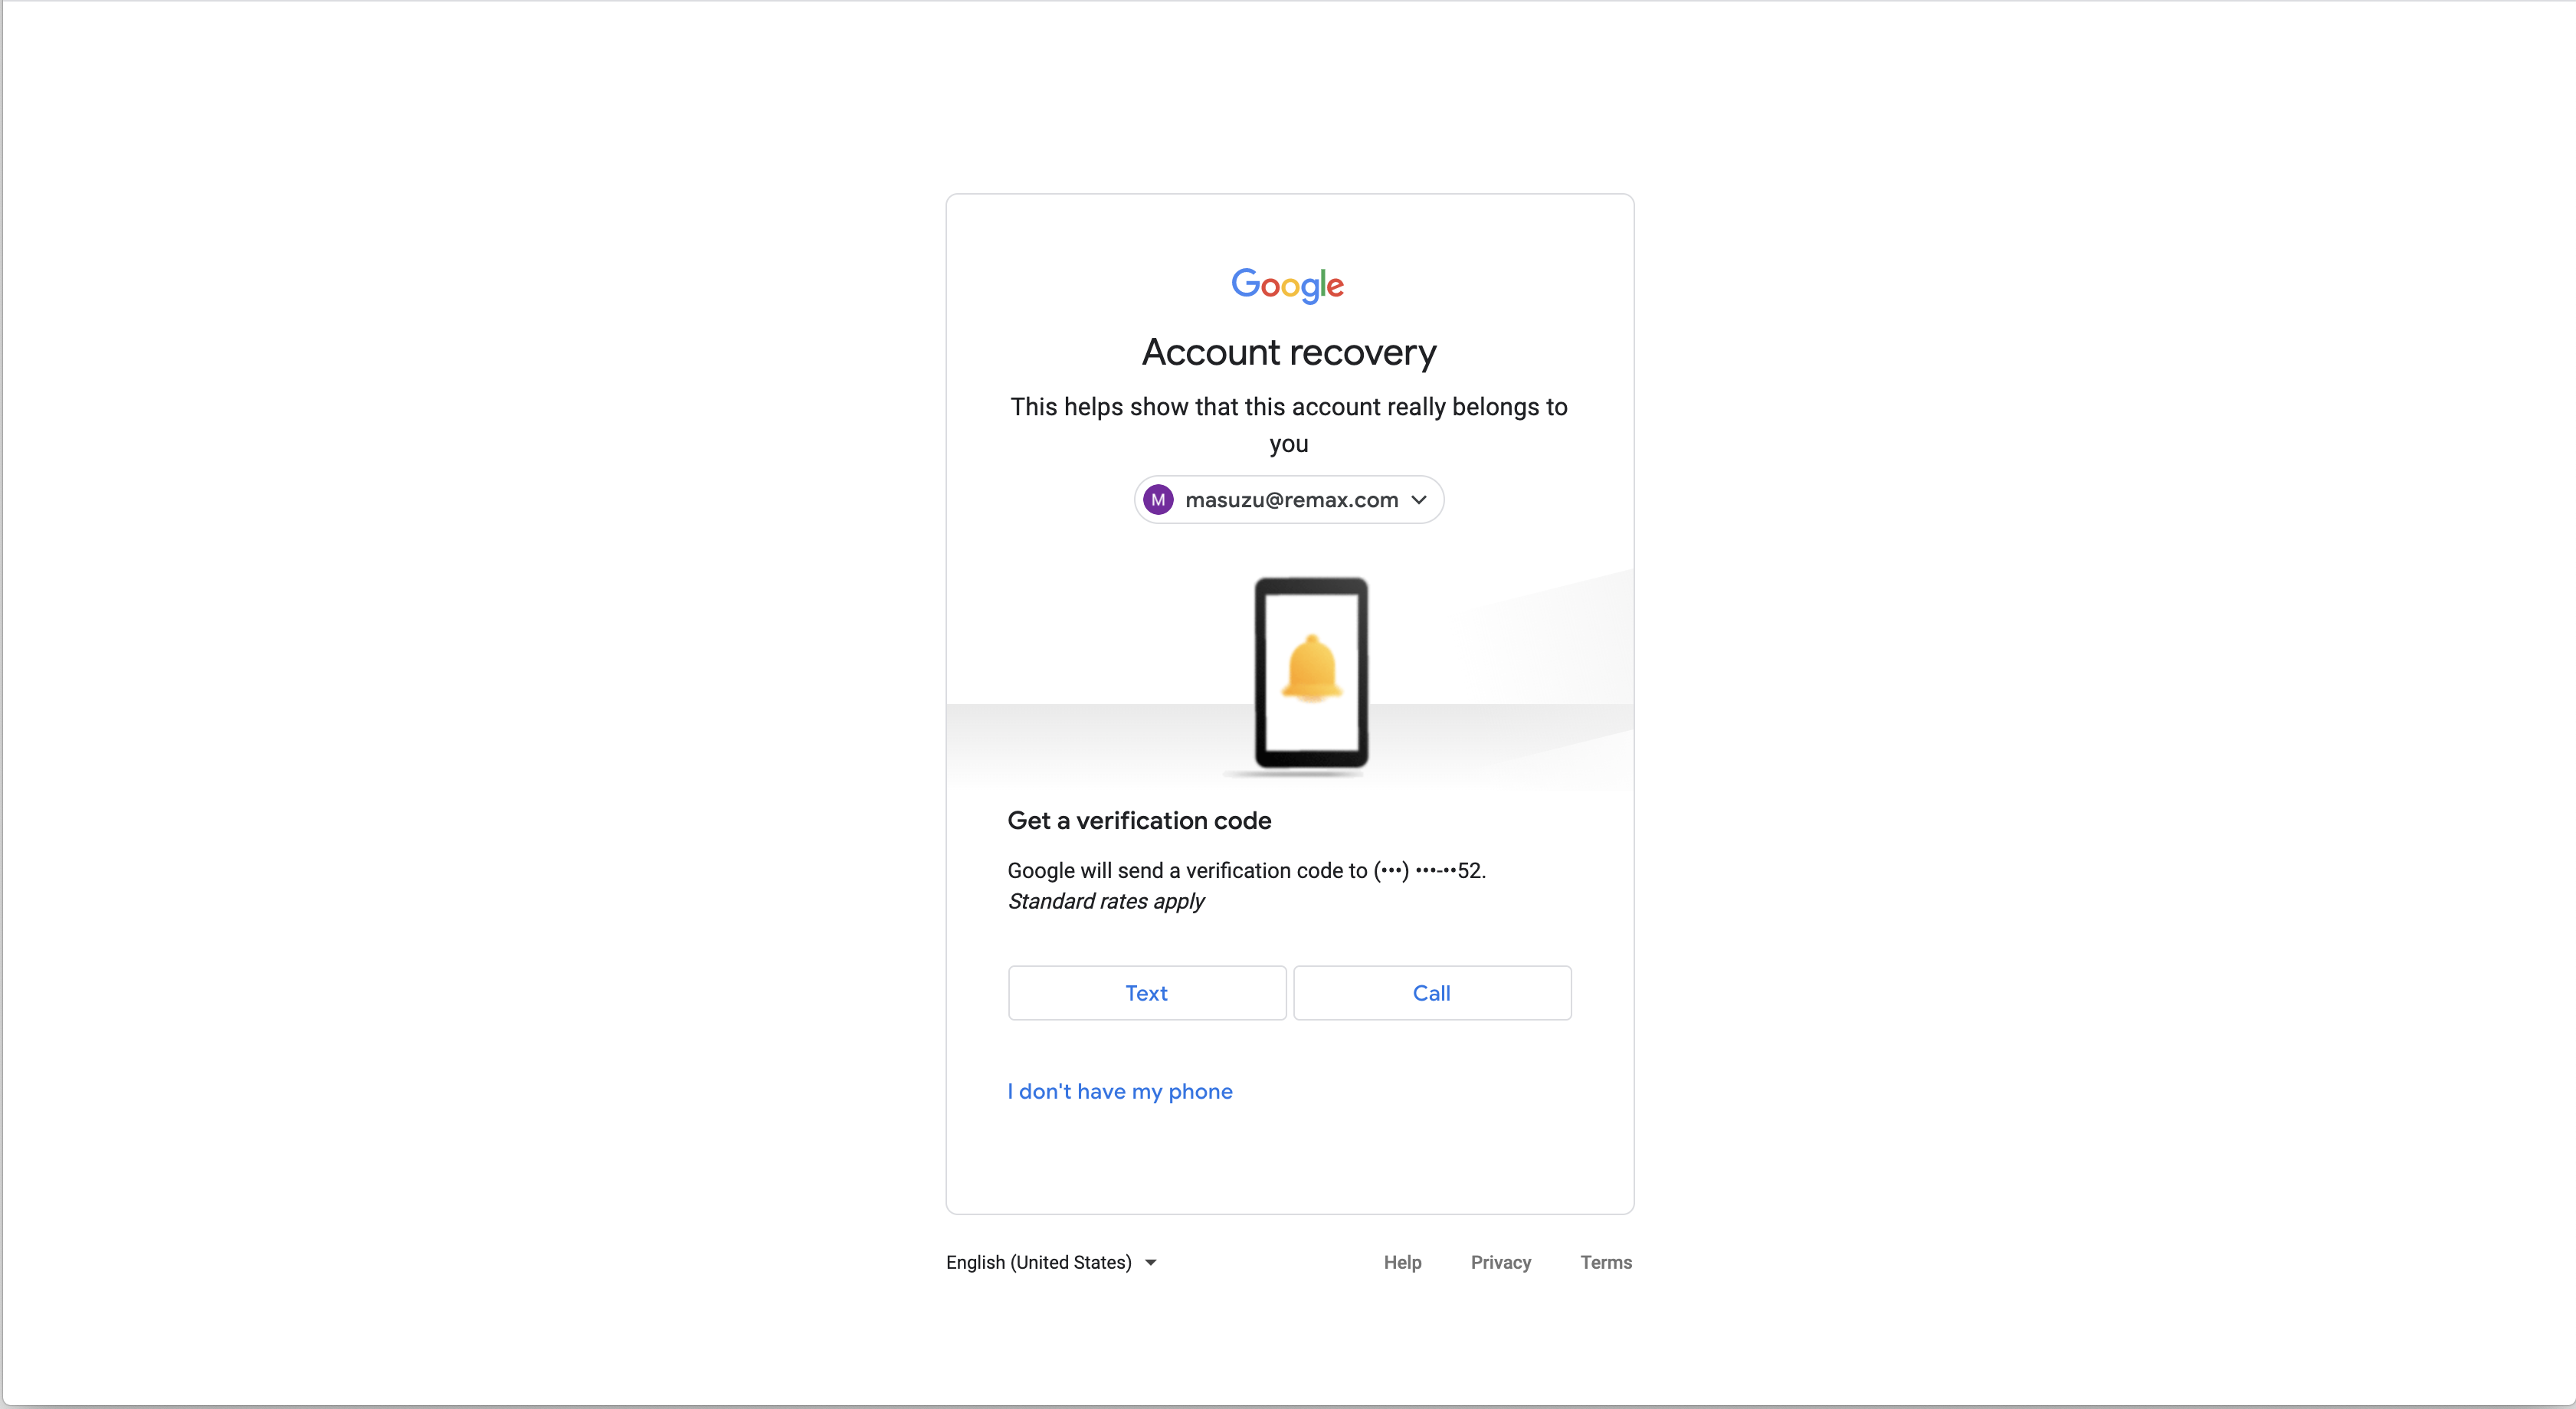 Google
Account recovery
This helps show that this account really belongs to
you
M masuzu@remax.com
Get a verification code
Google will send a verification code to (•••) •••-••52.
Standard rates apply
Text Call
I don't have my phone
English (United States) Help Privacy Terms